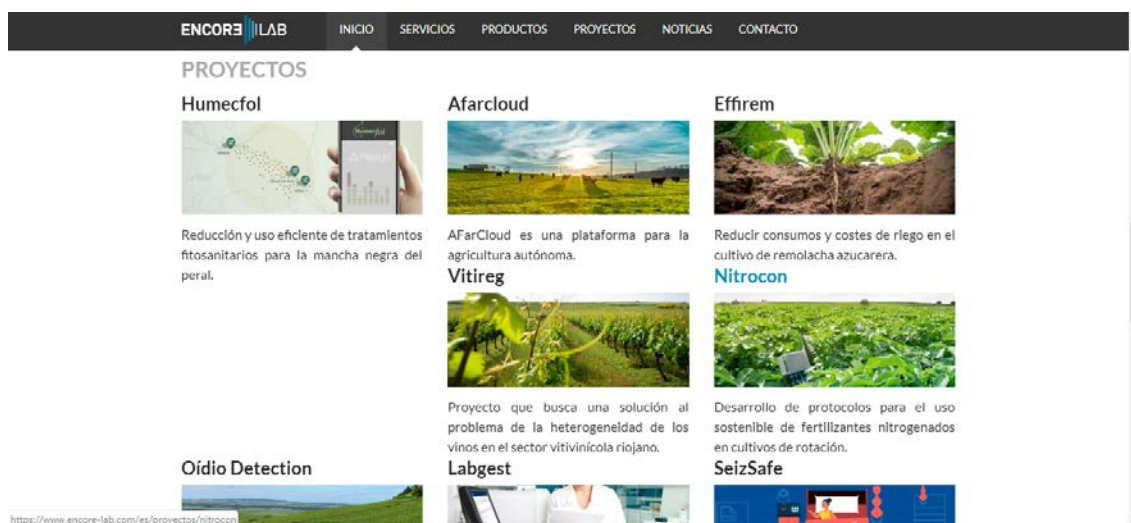 ENCORE LAB INICIO SERVICIOS PRODUCTOS PROYECTOS NOTICIAS CONTACTO
PROYECTOS
Humecfol
Reducción y uso eficiente de tratamientos
fitosanitarios para la mancha negra del
peral.
Afarcloud
AFarCloud es una plataforma para la
agricultura autónoma.
Effirem
Reducir consumos y costes de riego en el
cultivo de remolacha azucarera.
Vitireg
Proyecto que busca una solución al
problema de la heterogeneidad de los
vinos en el sector vitivinícola riojano.
Nitrocon
Desarrollo de protocolos para el uso
sostenible de fertilizantes nitrogenados
en cultivos de rotación.
Oídio Detection
Labgest
SeizSafe
https://www.encore-lab.com/es/proyectos/nitrocon